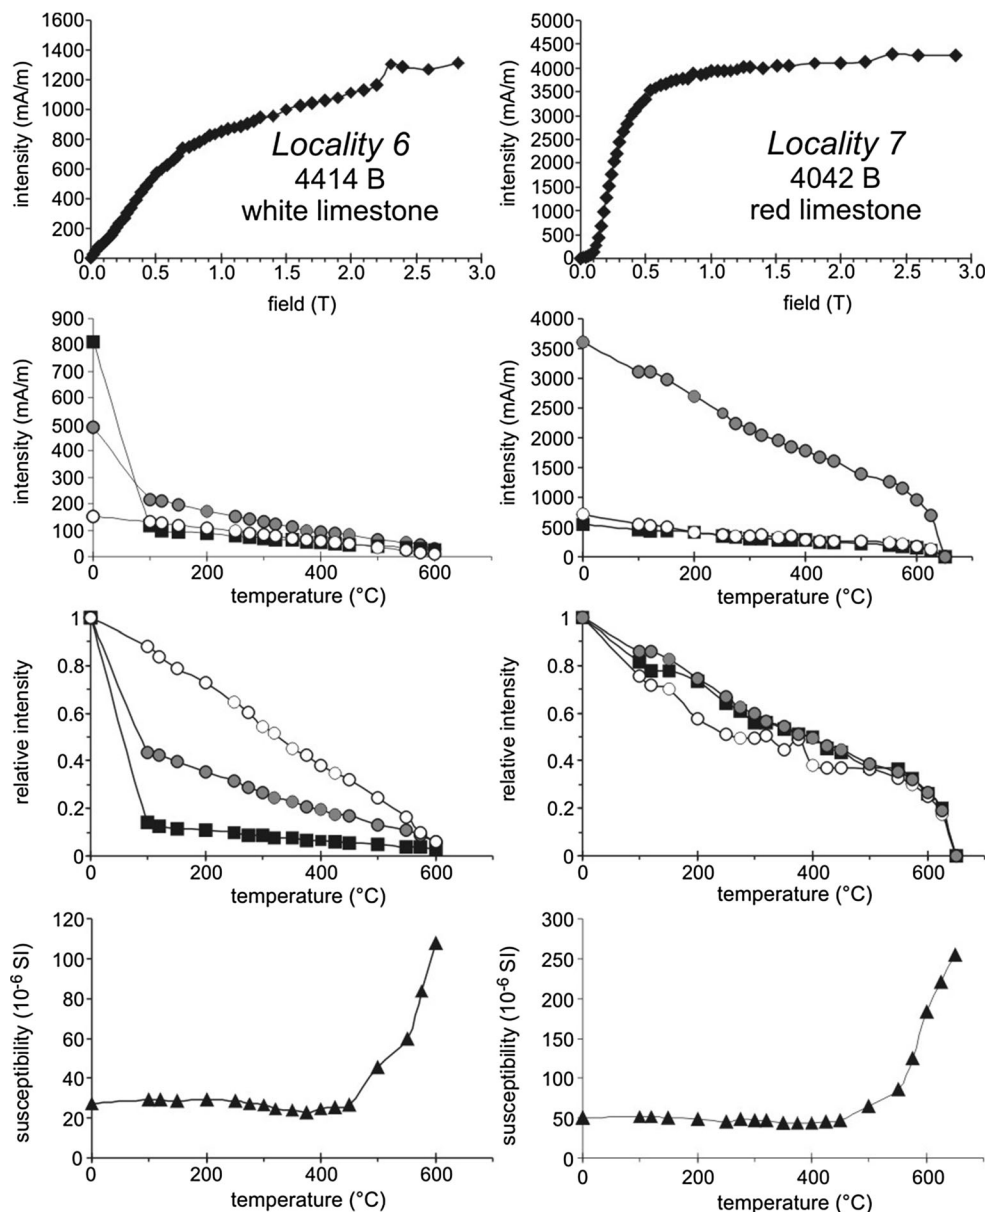 1600
1400
1200
1000
800
600
400
200
0
intensity (mA/m)
Locality 6
4414 B
white limestone
0.0 0.5 1.0 1.5 2.0 2.5 3.0
field (T)
5000
4500
4000
3500
3000
2500
2000
1500
1000
500
0
intensity (mA/m)
Locality 7
4042 B
red limestone
0.0 0.5 1.0 1.5 2.0 2.5 3.0
field (T)
900
800
700
600
500
400
300
200
100
0
intensity (mA/m)
0 200 400 600
temperature (°C)
4000
3500
3000
2500
2000
1500
1000
500
0
intensity (mA/m)
0 200 400 600
temperature (°C)
1
0.8
0.6
0.4
0.2
0
relative intensity
0 200 400 600
temperature (°C)
1
0.8
0.6
0.4
0.2
0
relative intensity
0 200 400 600
temperature (°C)
120
100
80
60
40
20
0
susceptibility (10⁻⁶ SI)
0 200 400 600
temperature (°C)
300
250
200
150
100
50
0
susceptibility (10⁻⁶ SI)
0 200 400 600
temperature (°C)